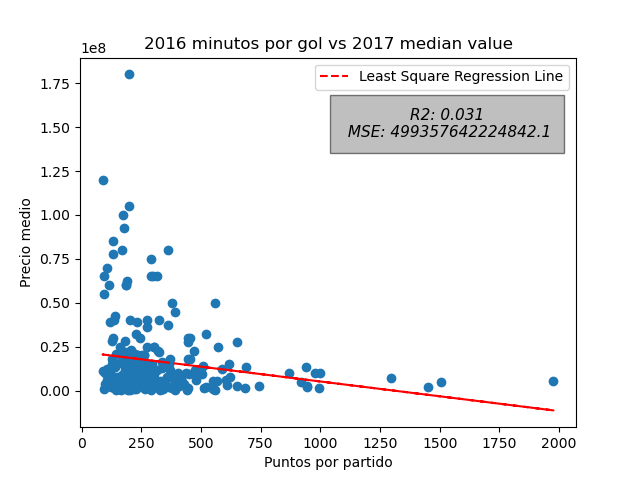 2016 minutos por gol vs 2017 median value
1e8
Least Square Regression Line
R2: 0.031
MSE: 499357642224842.1
1.75
1.50
1.25
1.00
0.75
0.50
0.25
0.00
Precio medio
0 250 500 750 1000 1250 1500 1750 2000
Puntos por partido